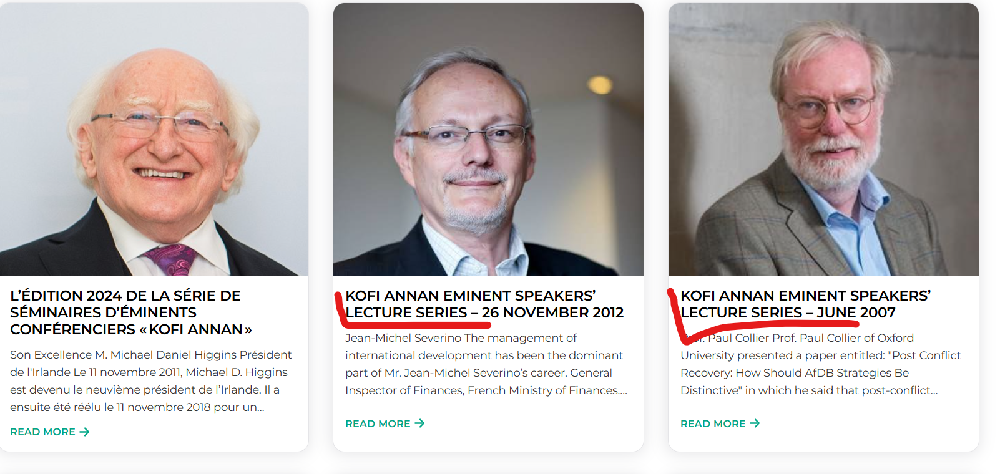 L'ÉDITION 2024 DE LA SÉRIE DE
SÉMINAIRES D'ÉMINENTS
CONFÉRENCIERS « KOFI ANNAN »
Son Excellence M. Michael Daniel Higgins Président
de l'Irlande Le 11 novembre 2011, Michael D. Higgins
est devenu le neuvième président de l'Irlande. Il a
ensuite été réélu le 11 novembre 2018 pour un...
READ MORE →
KOFI ANNAN EMINENT SPEAKERS'
LECTURE SERIES – 26 NOVEMBER 2012
Jean-Michel Severino The management of
international development has been the dominant
part of Mr. Jean-Michel Severino's career. General
Inspector of Finances, French Ministry of Finances....
READ MORE →
KOFI ANNAN EMINENT SPEAKERS'
LECTURE SERIES – JUNE 2007
Prof. Paul Collier Prof. Paul Collier of Oxford
University presented a paper entitled: "Post Conflict
Recovery: How Should AfDB Strategies Be
Distinctive" in which he said that post-conflict...
READ MORE →